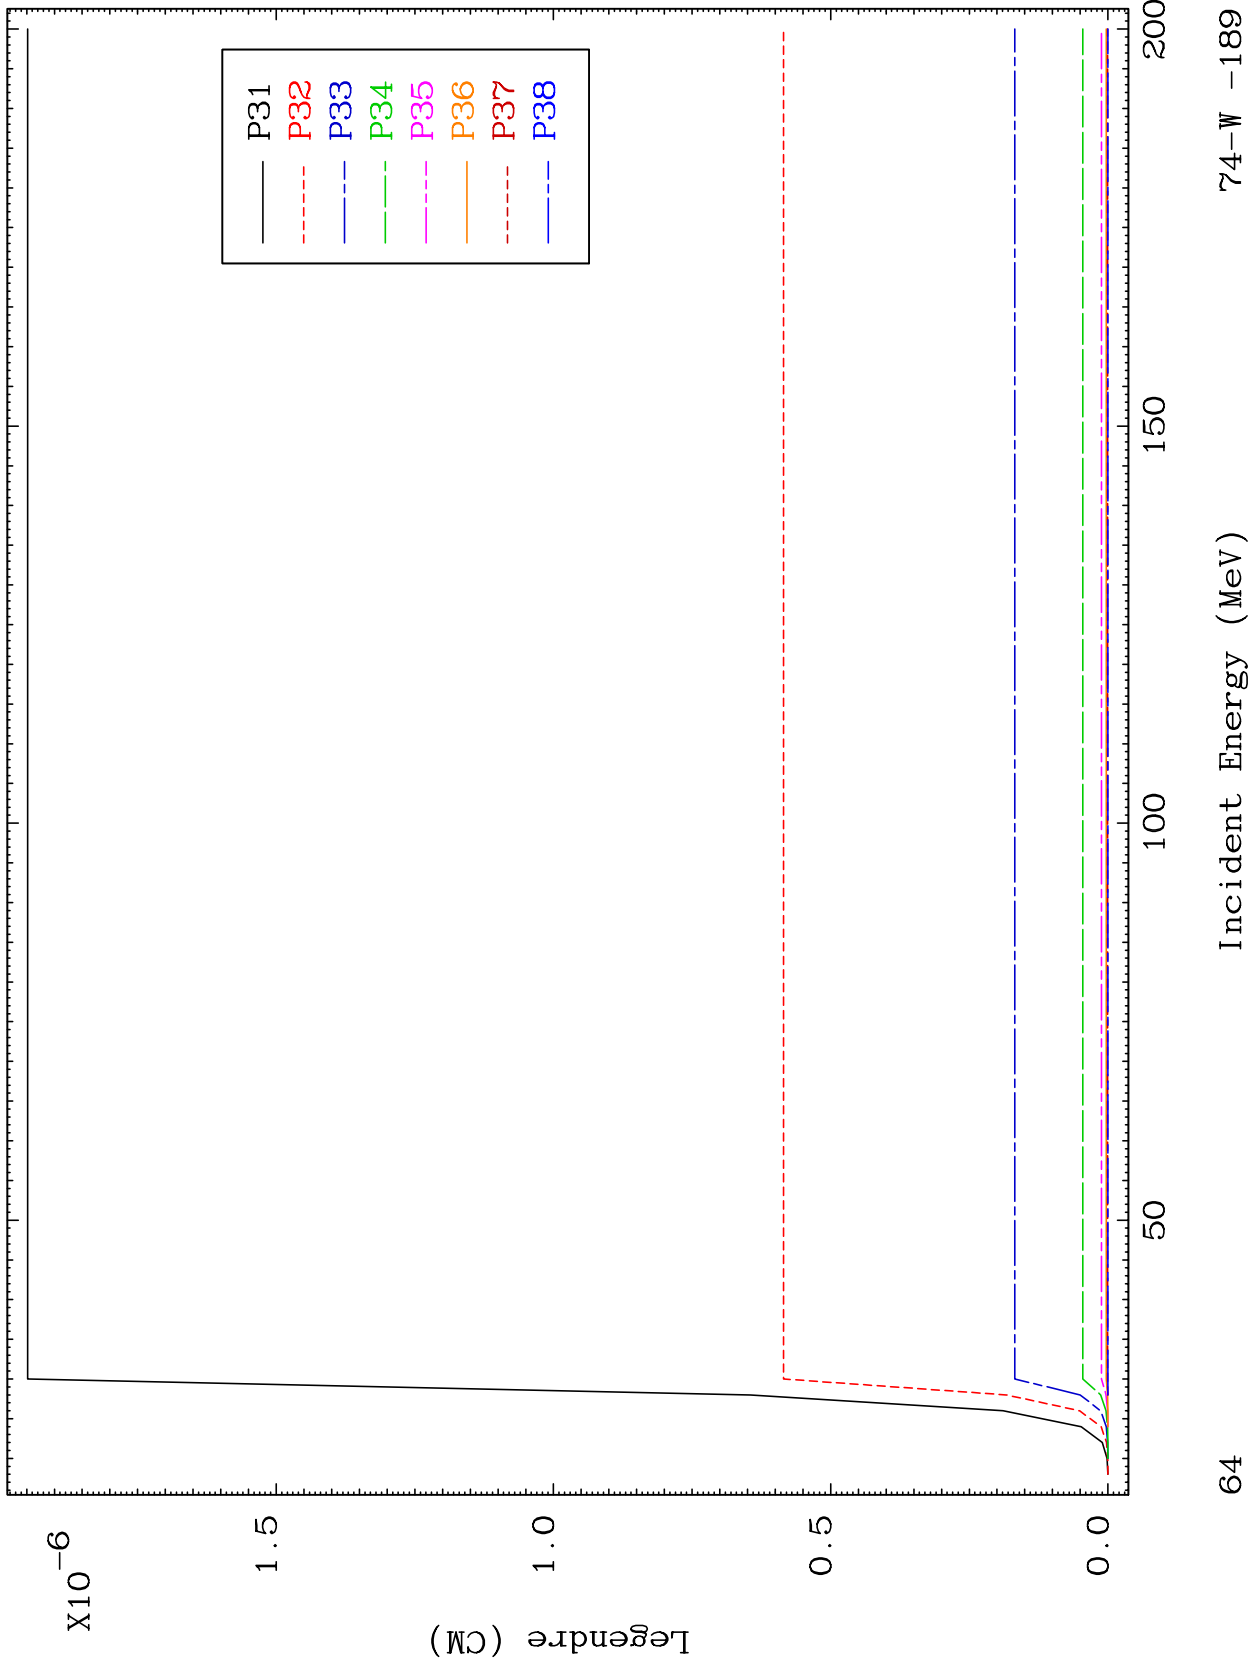 X10-6
1.5
1.0
0.5
0.0
Legendre (CM)
P31
P32
P33
P34
P35
P36
P37
P38
50
100
150
200
Incident Energy (MeV)
64
74-W -189